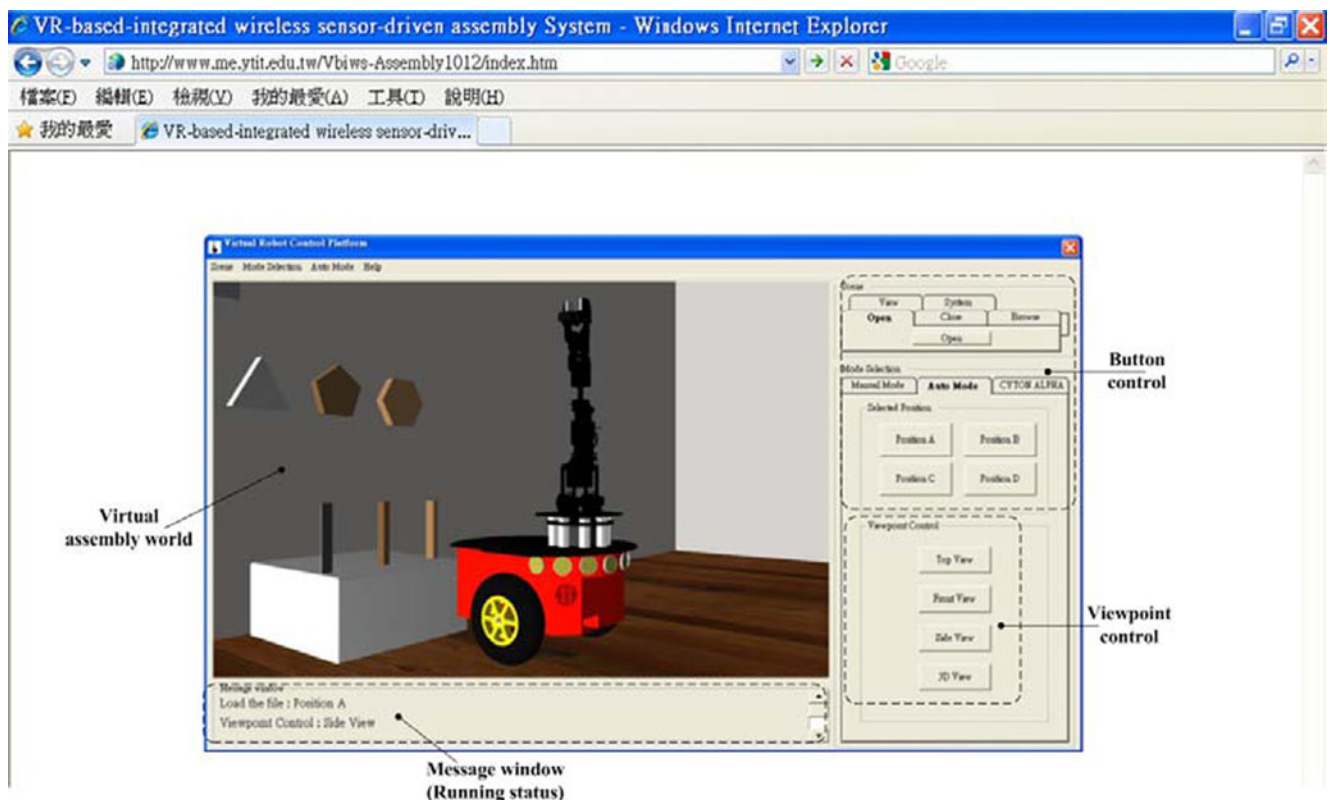 VR-based-integrated wireless sensor-driven assembly System - Windows Internet Explorer
http://www.me.ytit.edu.tw/Vbiws-Assembly1012/index.htm
Google
檔案(F) 編輯(E) 檢視(V) 我的最愛(A) 工具(T) 說明(H)
我的最愛
VR-based-integrated wireless sensor-driv...
Virtual Robot Control Platform
Scene Mode Selection Auto Mode Help
Scene
View System
Open Close Browse
Open
Button
control
Mode Selection
Manual Mode Auto Mode CYTON ALPHA
Selected Position
Position A Position B
Position C Position D
Virtual
assembly world
Viewpoint Control
Top View
Front View
Side View
3D View
Viewpoint
control
Message window
Load the file : Position A
Viewpoint Control : Side View
Message window
(Running status)